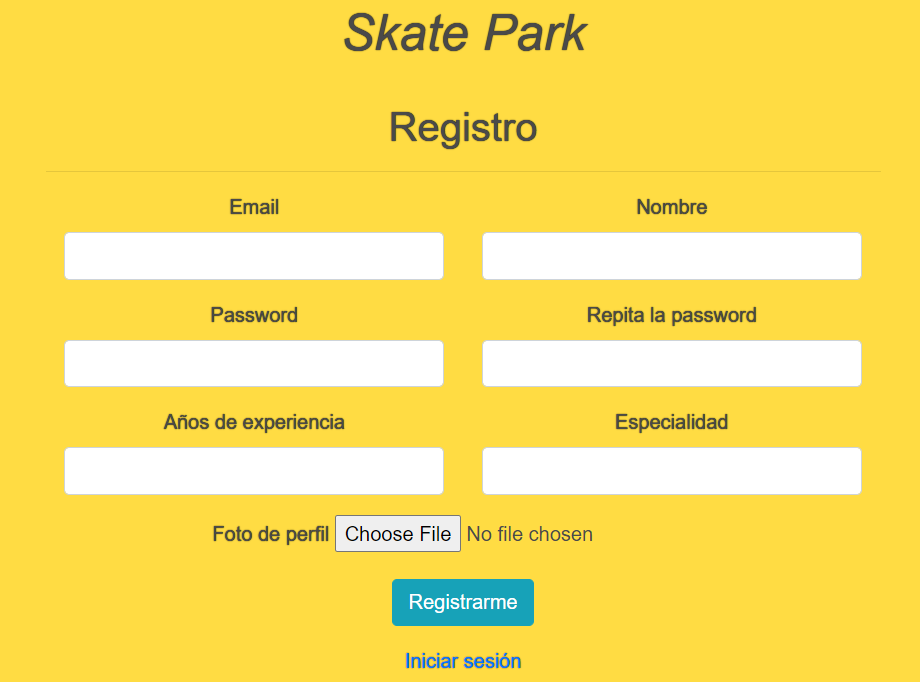 Skate Park
Registro
Email
Nombre
Password
Repita la password
Años de experiencia
Especialidad
Foto de perfil Choose File No file chosen
Registrarme
Iniciar sesión